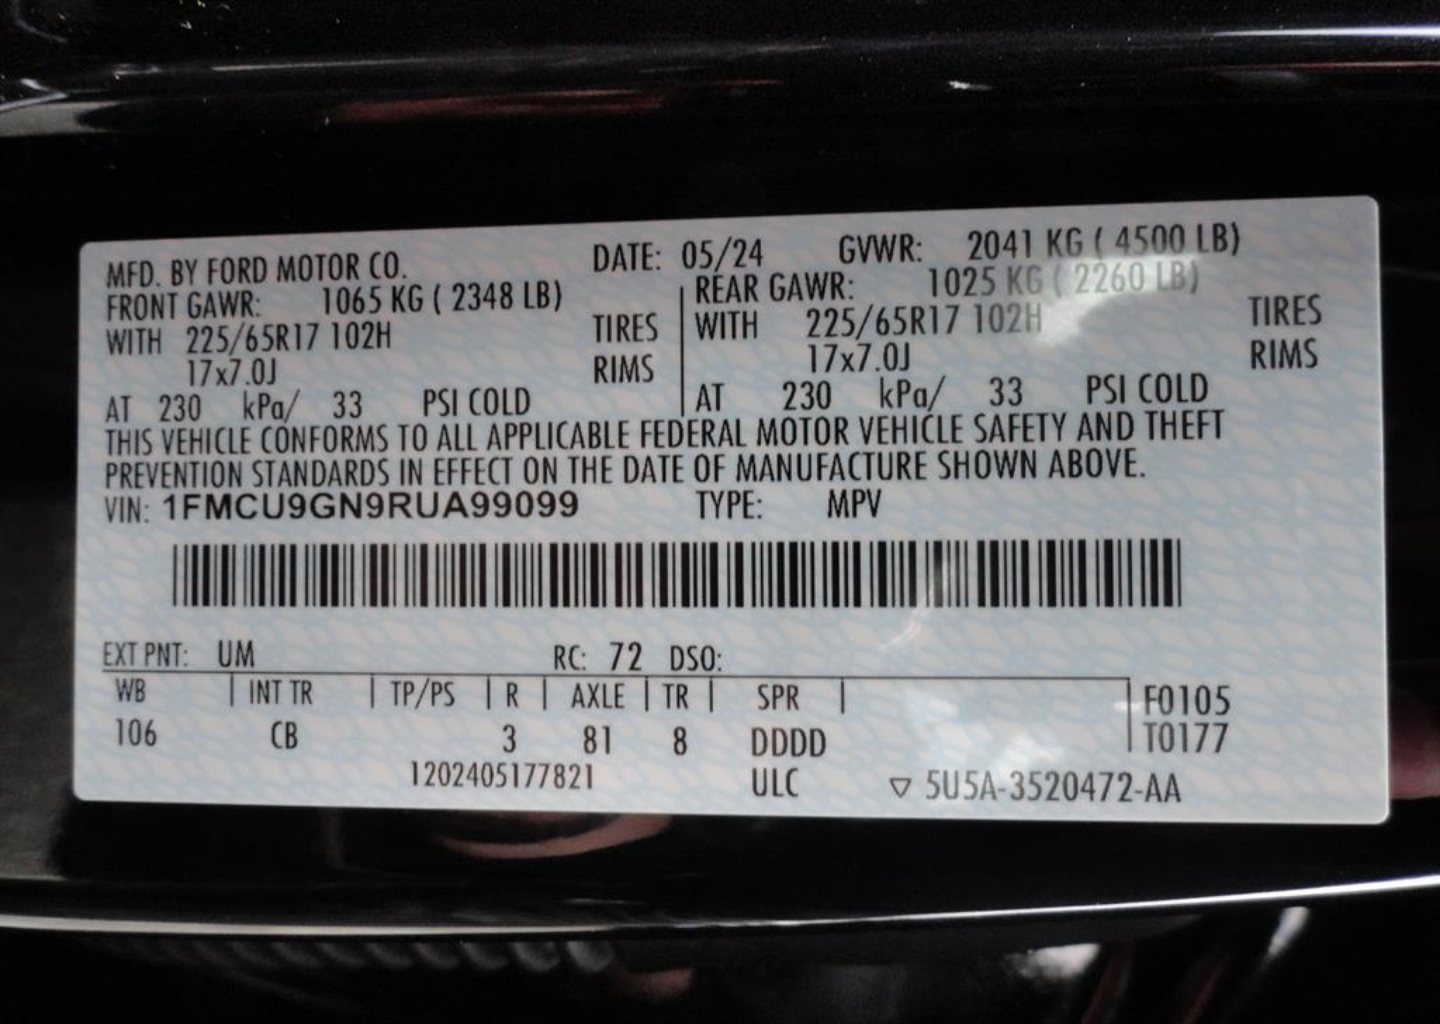 MFD. BY FORD MOTOR CO. DATE: 05/24 GVWR: 2041 KG ( 4500 LB)
FRONT GAWR: 1065 KG ( 2348 LB) REAR GAWR: 1025 KG ( 2260 LB)
WITH 225/65R17 102H TIRES WITH 225/65R17 102H TIRES
17x7.0J RIMS 17x7.0J RIMS
AT 230 kPa/ 33 PSI COLD AT 230 kPa/ 33 PSI COLD
THIS VEHICLE CONFORMS TO ALL APPLICABLE FEDERAL MOTOR VEHICLE SAFETY AND THEFT
PREVENTION STANDARDS IN EFFECT ON THE DATE OF MANUFACTURE SHOWN ABOVE.
VIN: 1FMCU9GN9RUA99099 TYPE: MPV
EXT PNT: UM RC: 72 DSO:
WB | INT TR | TP/PS | R | AXLE | TR | SPR | F0105
106 CB 3 81 8 DDDD T0177
1202405177821 ULC ▽ 5U5A-3520472-AA